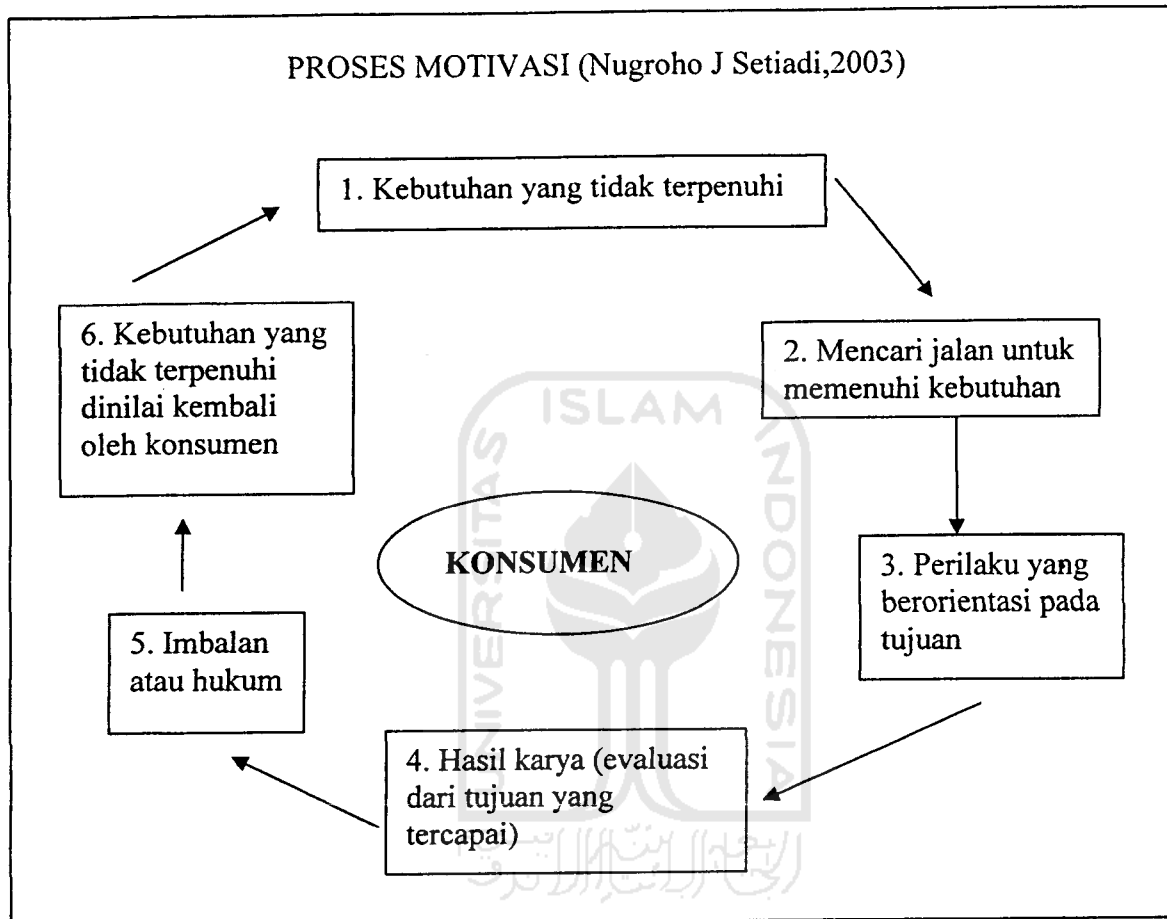 PROSES MOTIVASI (Nugroho J Setiadi,2003)
1. Kebutuhan yang tidak terpenuhi
2. Mencari jalan untuk
memenuhi kebutuhan
3. Perilaku yang
berorientasi pada
tujuan
4. Hasil karya (evaluasi
dari tujuan yang
tercapai)
5. Imbalan
atau hukum
6. Kebutuhan yang
tidak terpenuhi
dinilai kembali
oleh konsumen
KONSUMEN
UNIVERSITAS
ISLAM
INDONESIA